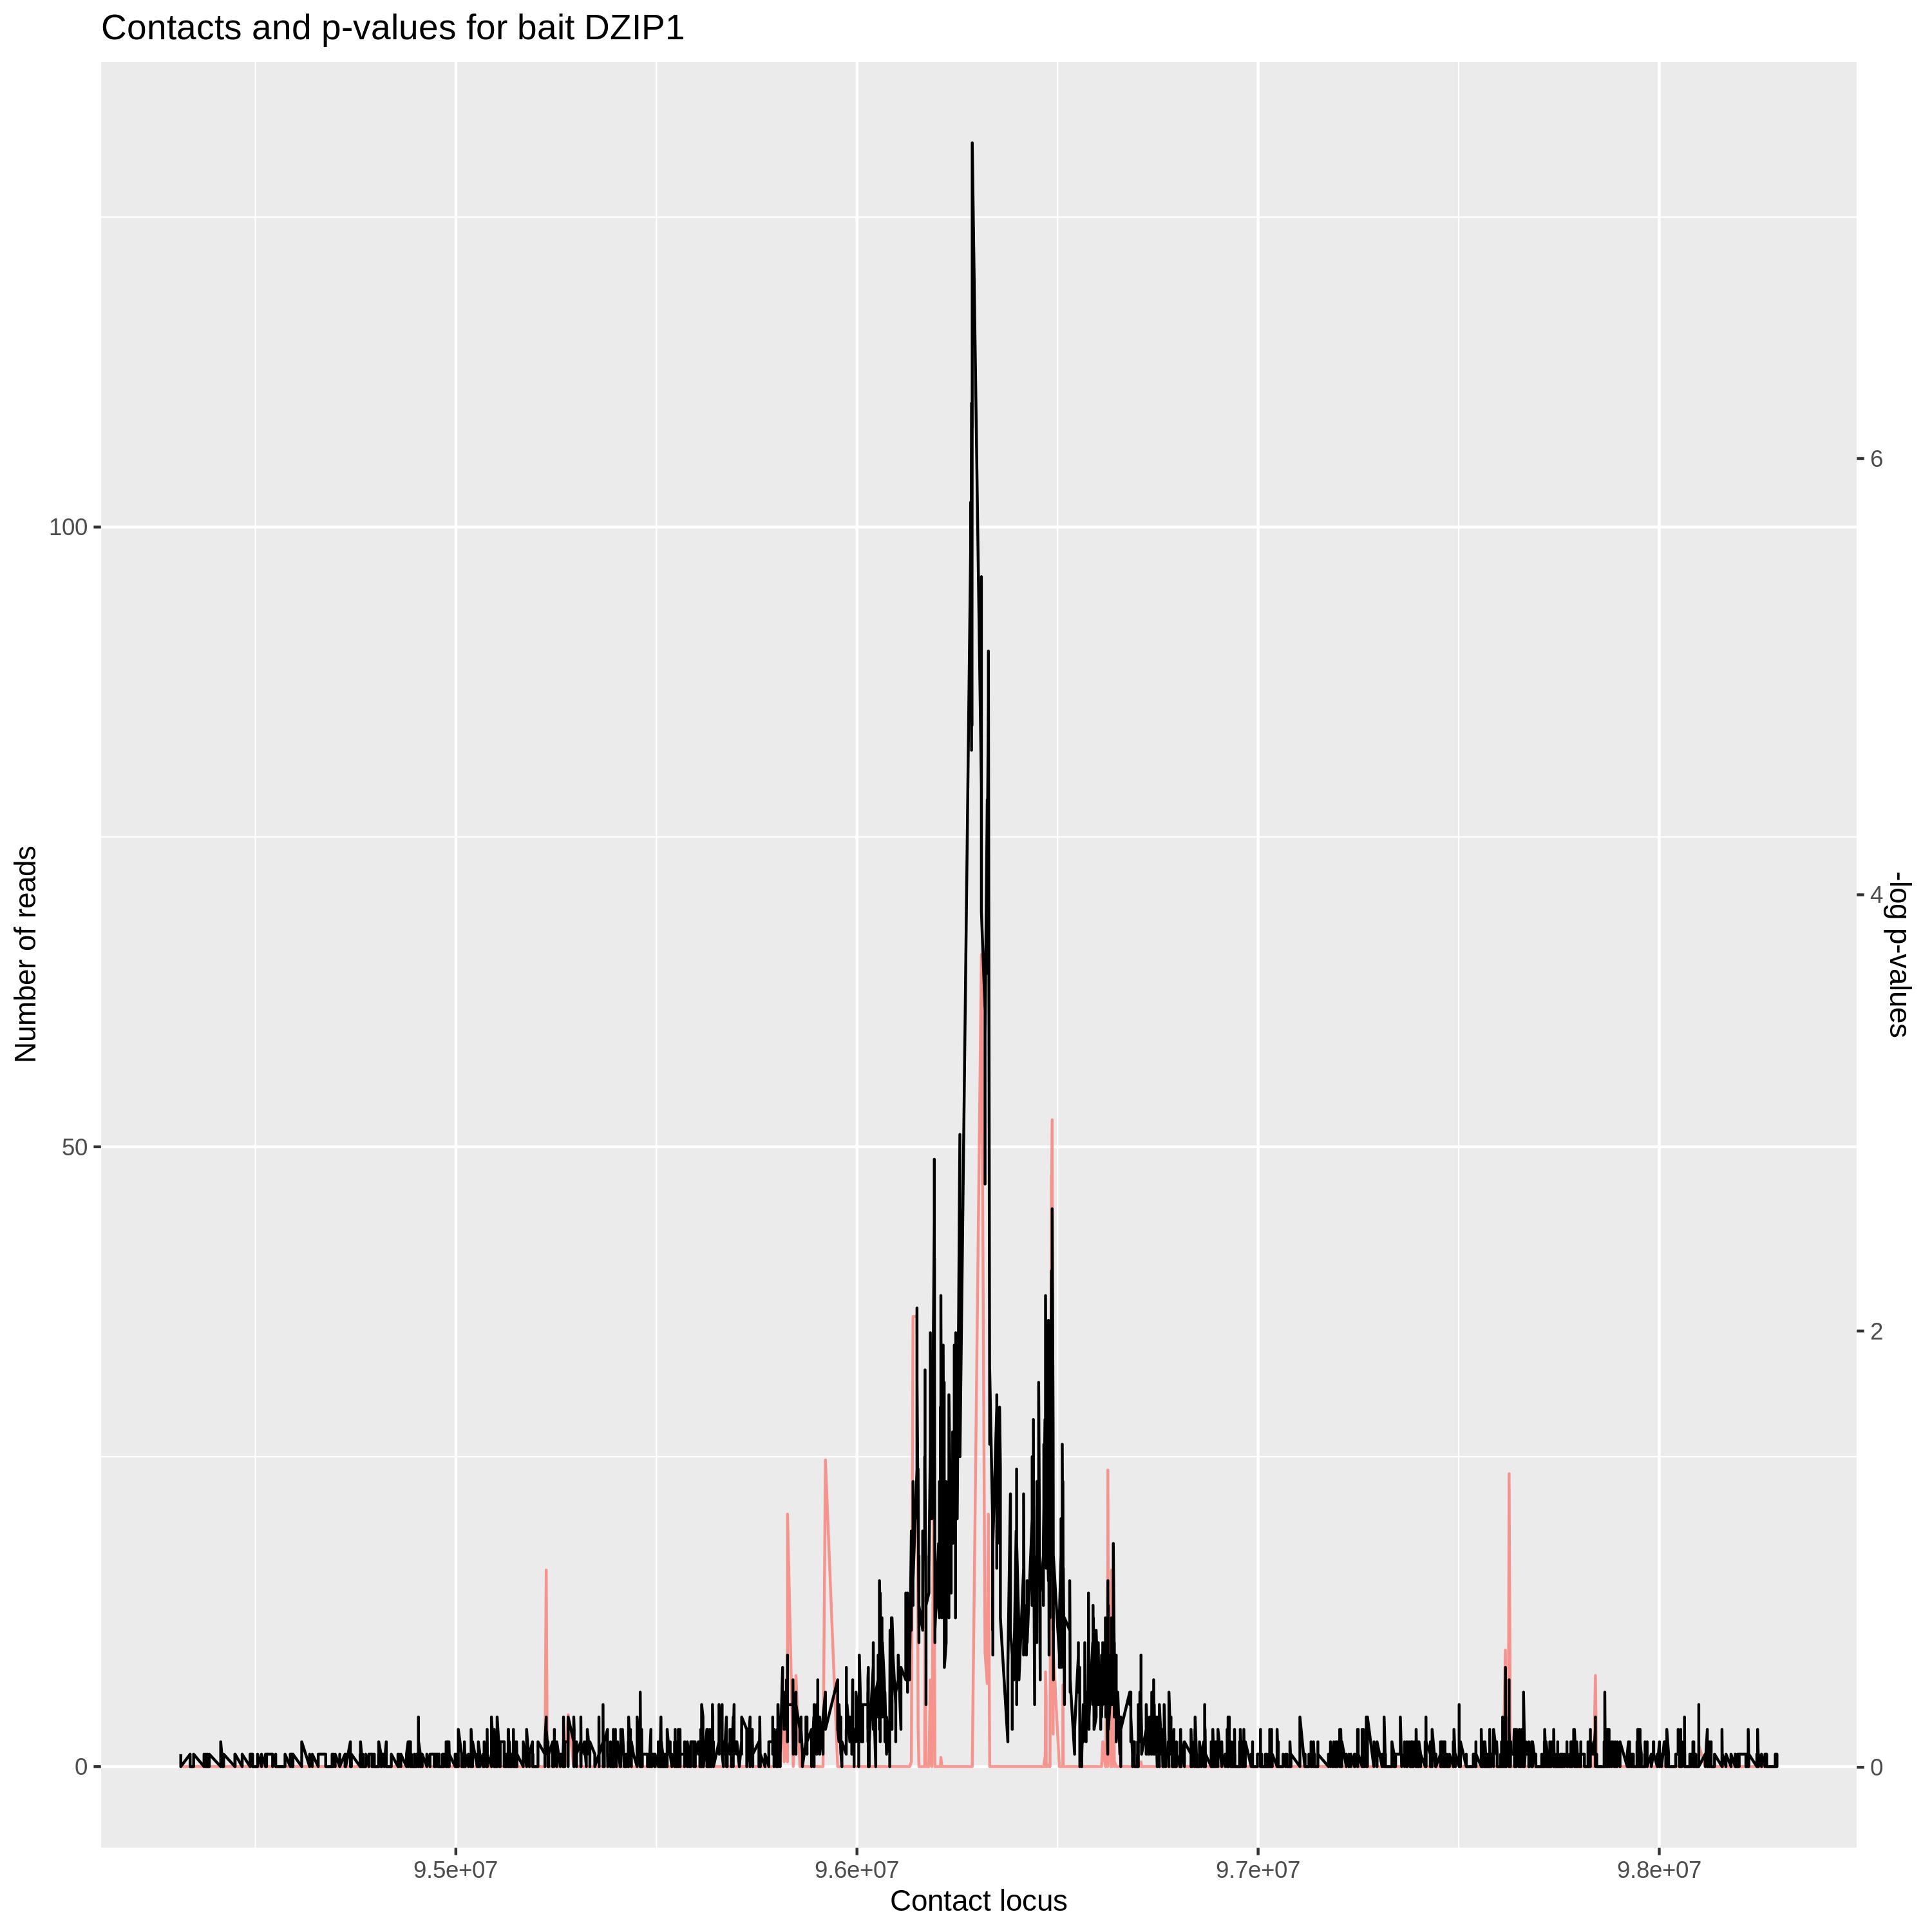 Contacts and p-values for bait DZIP1
Number of reads
100
50
0
6
4
2
0
-log p-values
9.5e+07
9.6e+07
9.7e+07
9.8e+07
Contact locus